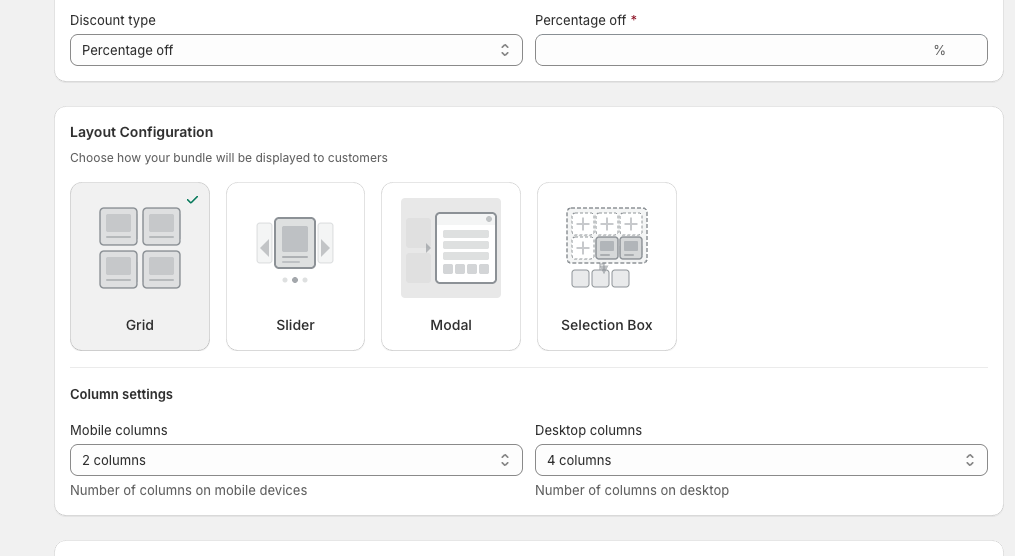 Discount type
Percentage off *
Percentage off
%
Layout Configuration
Choose how your bundle will be displayed to customers
Grid
Slider
Modal
Selection Box
Column settings
Mobile columns
Desktop columns
2 columns
4 columns
Number of columns on mobile devices
Number of columns on desktop